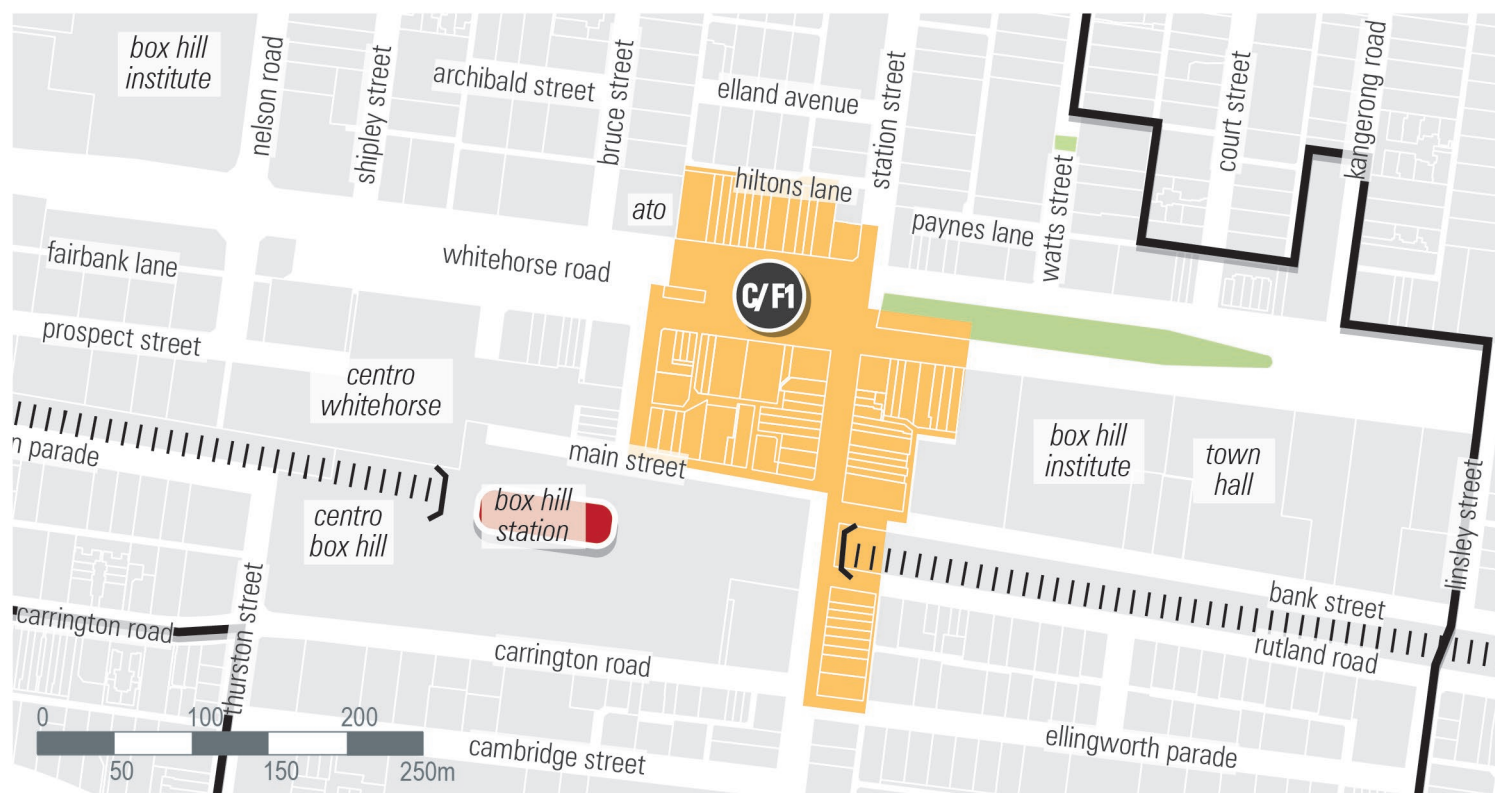 box hill
institute
nelson road
shipley street
archibald street
bruce street
elland avenue
station street
court street
kangerong road
hiltons lane
watts street
ato
paynes lane
whitehorse road
fairbank lane
C/F1
prospect street
centro
whitehorse
main street
n parade
box hill
institute
town
hall
centro
box hill
box hill
station
linsley street
bank street
rutland road
carrington road
thurston street
carrington road
cambridge street
ellingworth parade
0
100
200
50
150
250m